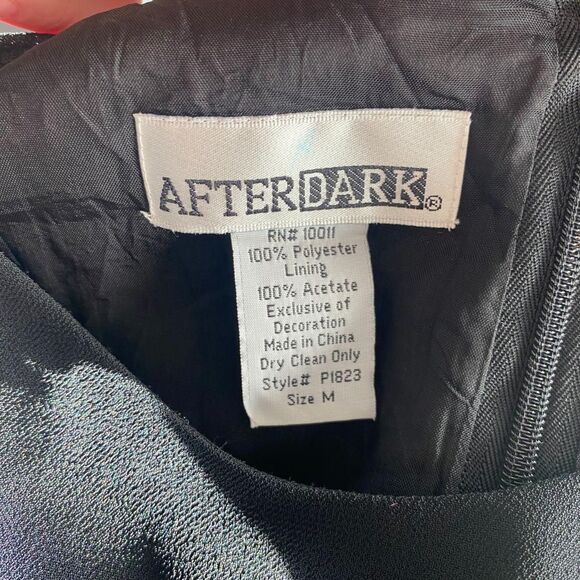 AFTERDARK®
RN# 10011
100% Polyester
Lining
100% Acetate
Exclusive of
Decoration
Made in China
Dry Clean Only
Style# P1823
Size M